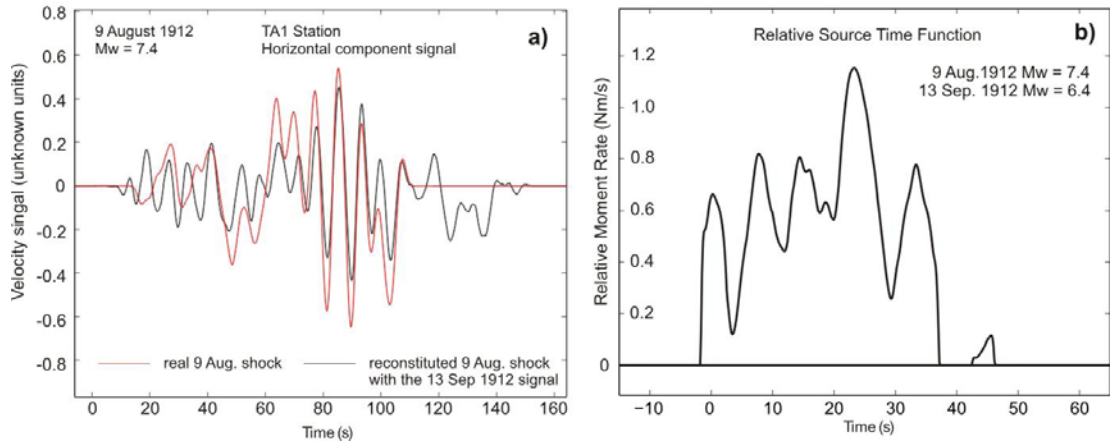 9 August 1912
Mw = 7.4
TA1 Station
Horizontal component signal
a)
Velocity singal (unknown units)
0.8
0.6
0.4
0.2
0
-0.2
-0.4
-0.6
-0.8
real 9 Aug. shock
reconstituted 9 Aug. shock
with the 13 Sep 1912 signal
0 20 40 60 80 100 120 140 160
Time (s)
Relative Source Time Function
b)
9 Aug.1912 Mw = 7.4
13 Sep. 1912 Mw = 6.4
Relative Moment Rate (Nm/s)
1.2
1.0
0.8
0.6
0.4
0.2
0
−10 0 10 20 30 40 50 60
Time (s)